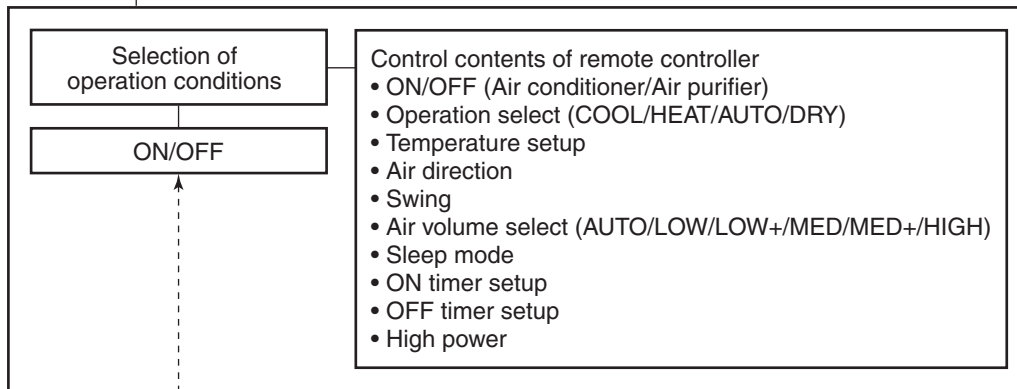 Selection of
operation conditions
ON/OFF
Control contents of remote controller
• ON/OFF (Air conditioner/Air purifier)
• Operation select (COOL/HEAT/AUTO/DRY)
• Temperature setup
• Air direction
• Swing
• Air volume select (AUTO/LOW/LOW+/MED/MED+/HIGH)
• Sleep mode
• ON timer setup
• OFF timer setup
• High power